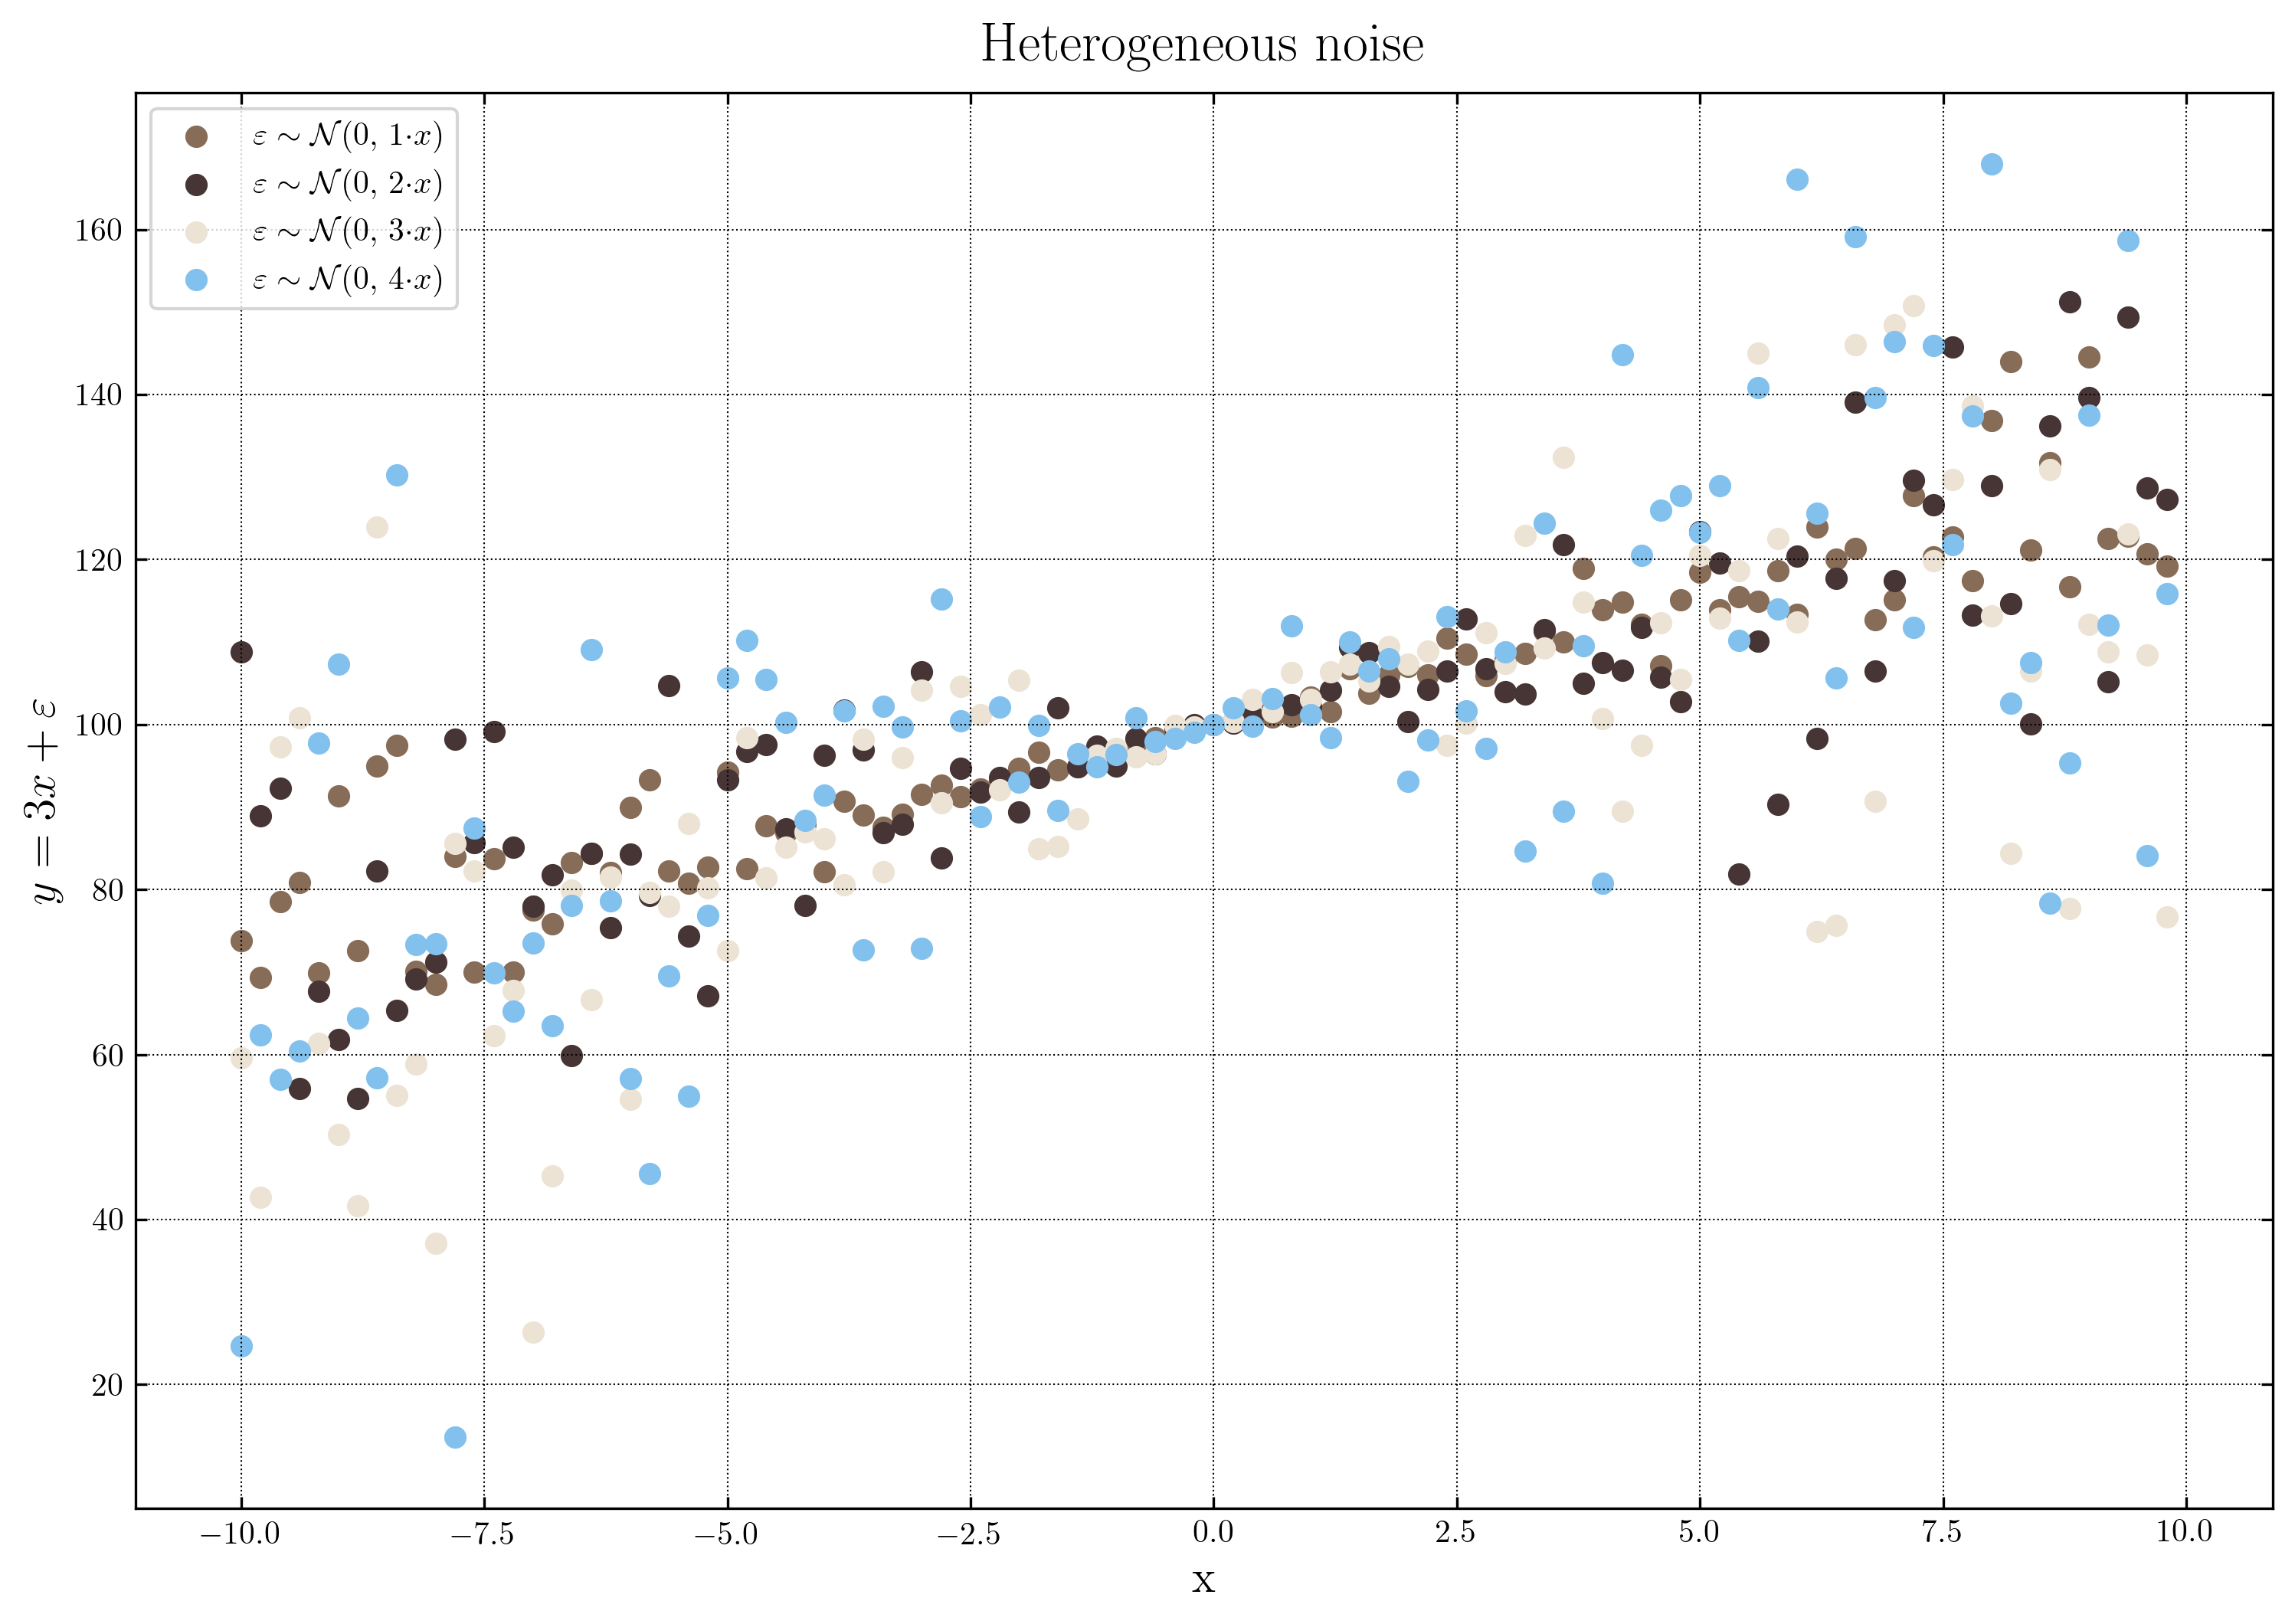 Heterogeneous noise
ε ∼ 𝒩(0, 1·x)
ε ∼ 𝒩(0, 2·x)
ε ∼ 𝒩(0, 3·x)
ε ∼ 𝒩(0, 4·x)
y = 3x + ε
160
140
120
100
80
60
40
20
−10.0 −7.5 −5.0 −2.5 0.0 2.5 5.0 7.5 10.0
x